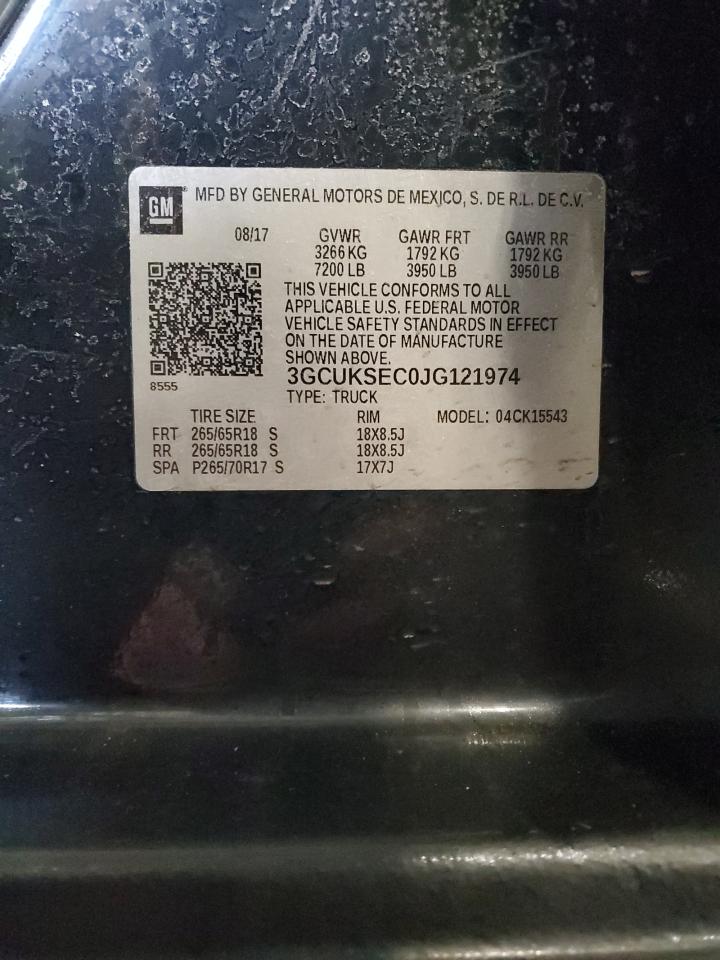 GM MFD BY GENERAL MOTORS DE MEXICO, S. DE R.L. DE C.V.
08/17 GVWR GAWR FRT GAWR RR
3266 KG 1792 KG 1792 KG
7200 LB 3950 LB 3950 LB
THIS VEHICLE CONFORMS TO ALL
APPLICABLE U.S. FEDERAL MOTOR
VEHICLE SAFETY STANDARDS IN EFFECT
ON THE DATE OF MANUFACTURE
SHOWN ABOVE.
3GCUKSEC0JG121974
8555
TYPE: TRUCK
TIRE SIZE RIM MODEL: 04CK15543
FRT 265/65R18 S 18X8.5J
RR 265/65R18 S 18X8.5J
SPA P265/70R17 S 17X7J